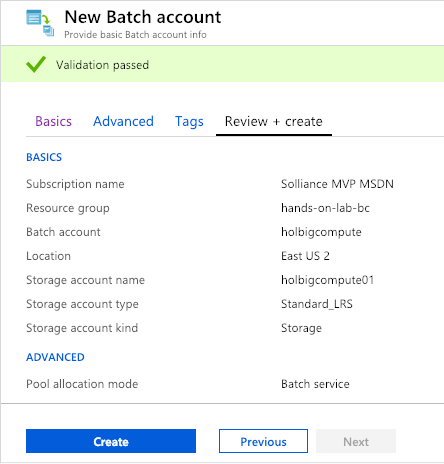 New Batch account
Provide basic Batch account info
Validation passed
Basics Advanced Tags Review + create
BASICS
Subscription name Solliance MVP MSDN
Resource group hands-on-lab-bc
Batch account holbigcompute
Location East US 2
Storage account name holbigcompute01
Storage account type Standard_LRS
Storage account kind Storage
ADVANCED
Pool allocation mode Batch service
Create Previous Next